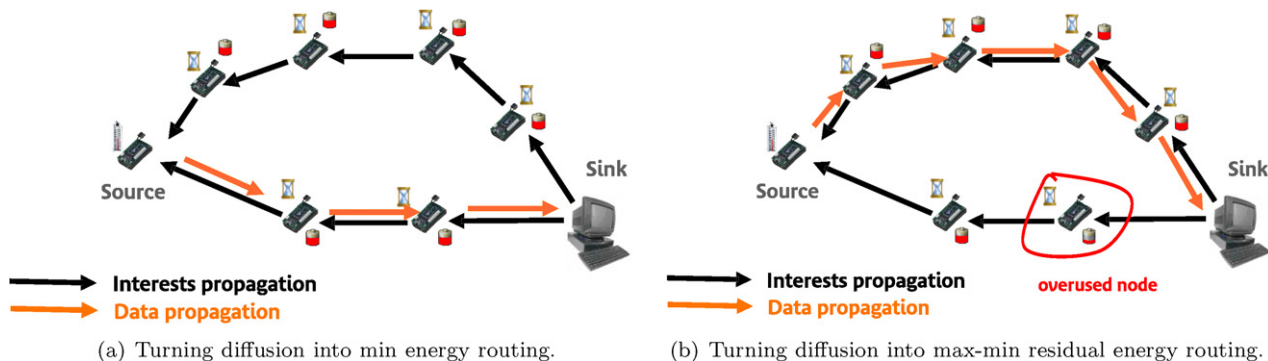 Source
Sink
Interests propagation
Data propagation
(a) Turning diffusion into min energy routing.
Source
Sink
overused node
Interests propagation
Data propagation
(b) Turning diffusion into max-min residual energy routing.